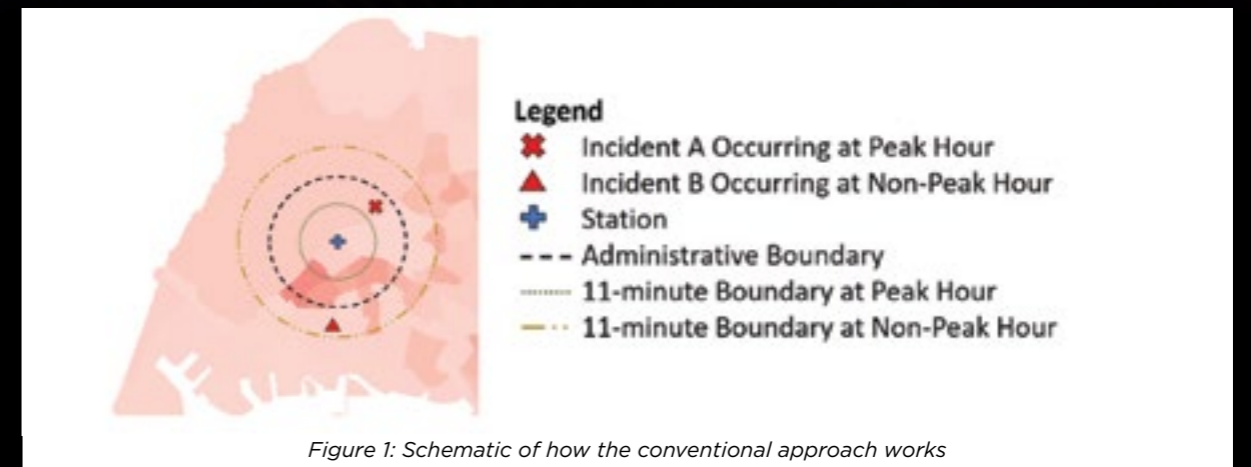 Legend
Incident A Occurring at Peak Hour
Incident B Occurring at Non-Peak Hour
Station
Administrative Boundary
11-minute Boundary at Peak Hour
11-minute Boundary at Non-Peak Hour
Figure 1: Schematic of how the conventional approach works